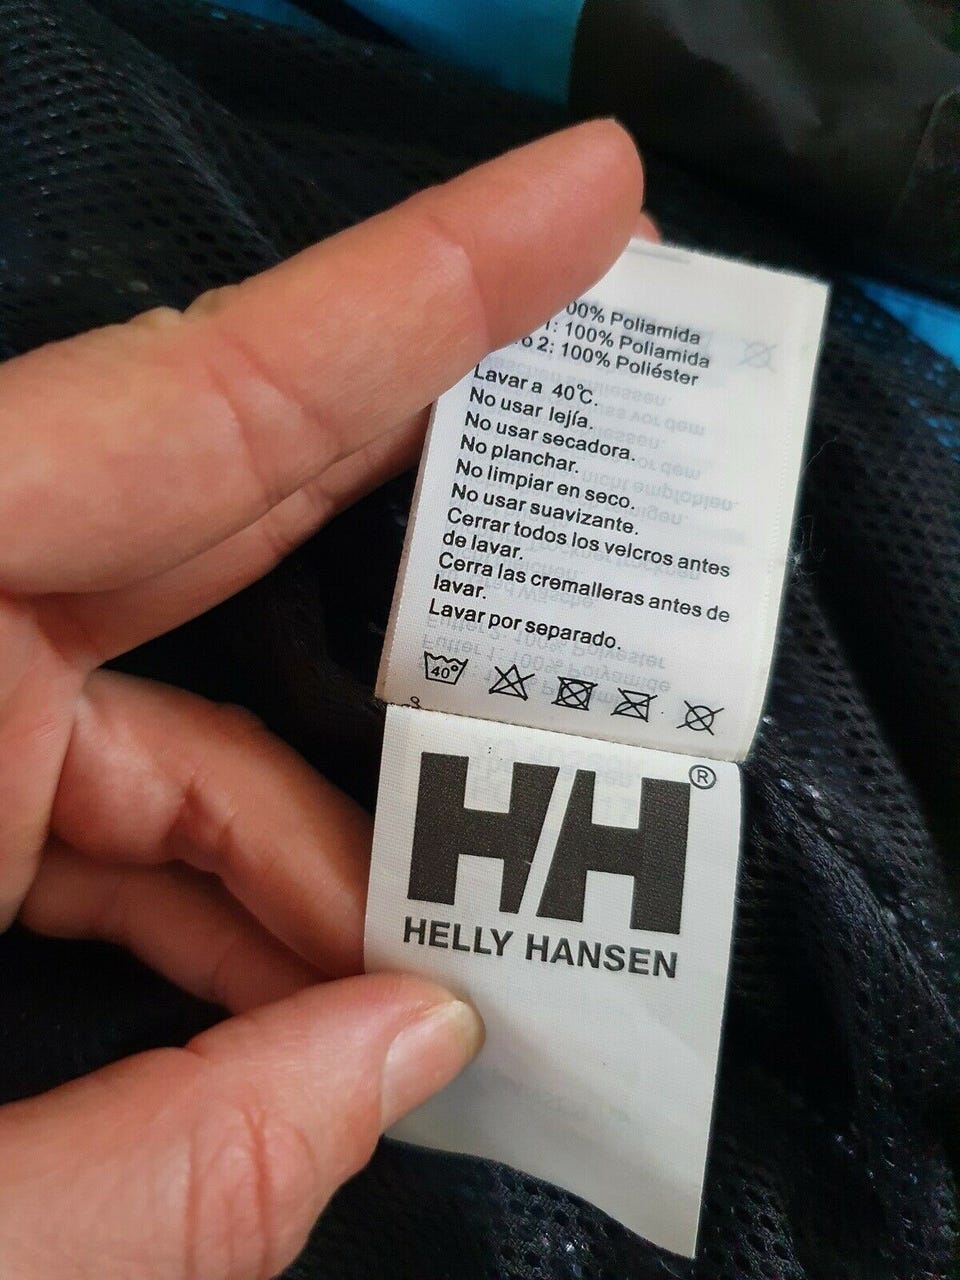 00% Poliamida
1: 100% Poliamida
o 2: 100% Poliéster
Lavar a 40°C.
No usar lejía.
No usar secadora.
No planchar.
No limpiar en seco.
No usar suavizante.
Cerrar todos los velcros antes
de lavar.
Cerra las cremalleras antes de
lavar.
Lavar por separado.
40°
HH ®
HELLY HANSEN